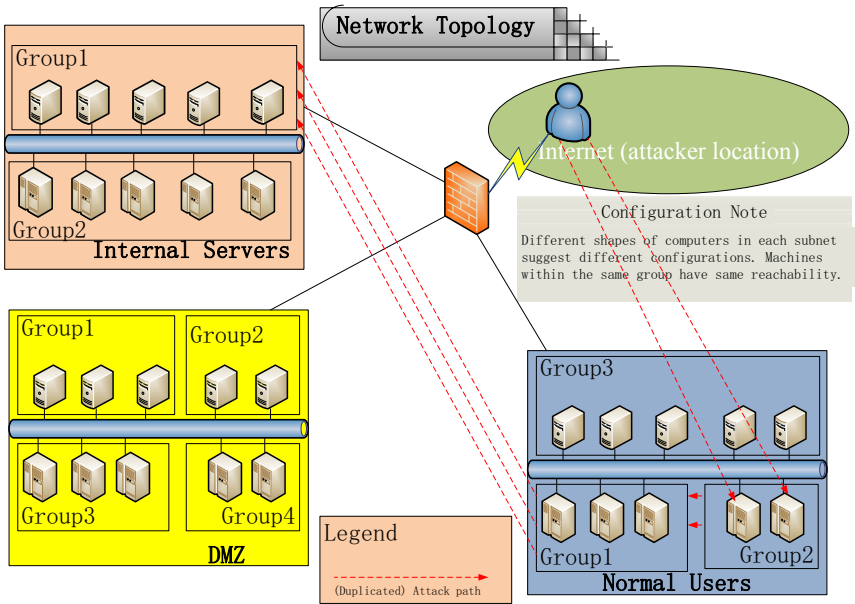 Network Topology
Group1
Group2
Internal Servers
Internet (attacker location)
Configuration Note
Different shapes of computers in each subnet
suggest different configurations. Machines
within the same group have same reachability.
Group1
Group2
Group3
Group4
DMZ
Group3
Group1
Group2
Normal Users
Legend
(Duplicated) Attack path